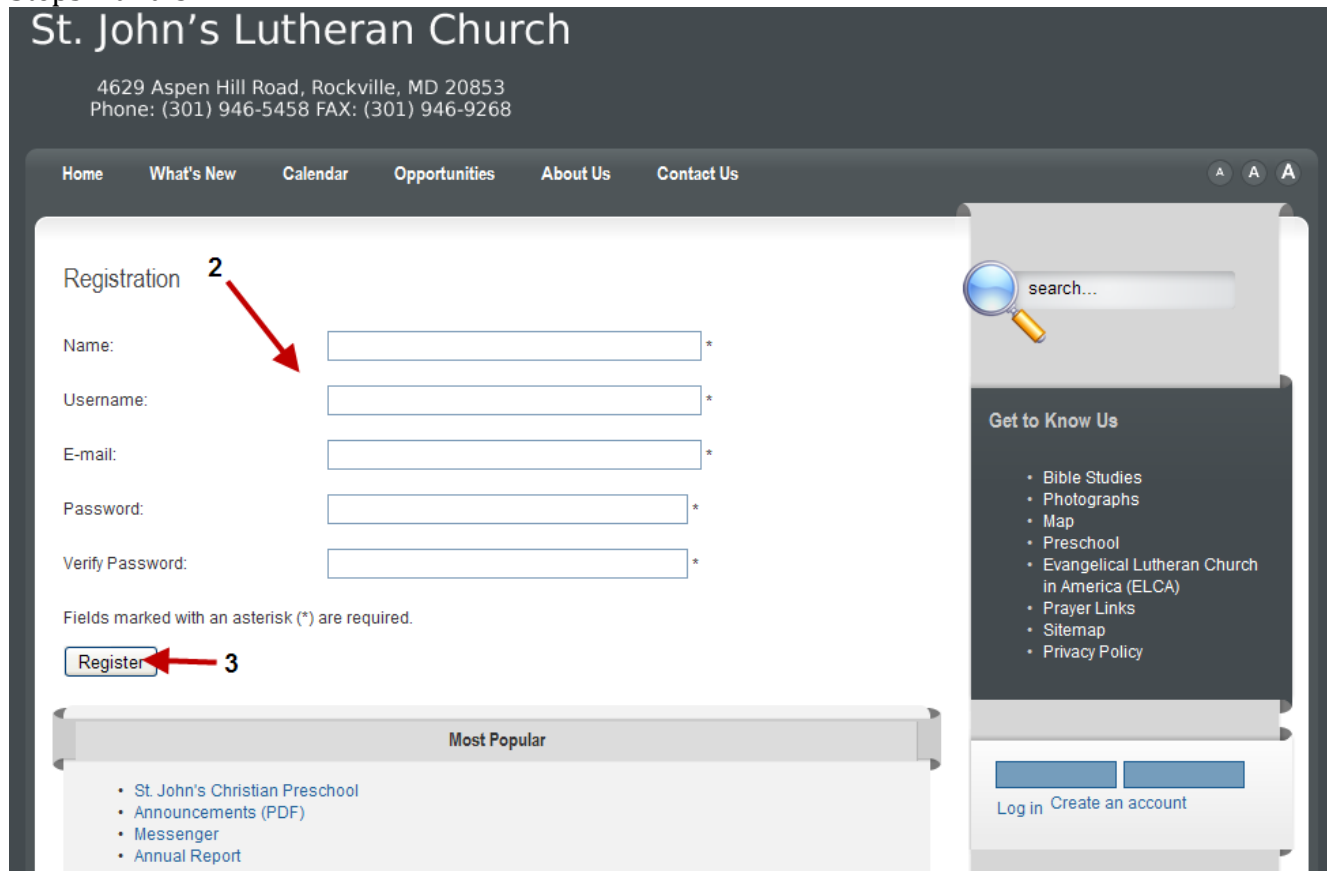 St. John's Lutheran Church
4629 Aspen Hill Road, Rockville, MD 20853
Phone: (301) 946-5458 FAX: (301) 946-9268
Home What's New Calendar Opportunities About Us Contact Us A A A
Registration 2
Name: *
Username: *
E-mail: *
Password: *
Verify Password: *
Fields marked with an asterisk (*) are required.
Register 3
Most Popular
• St. John's Christian Preschool
• Announcements (PDF)
• Messenger
• Annual Report
search...
Get to Know Us
• Bible Studies
• Photographs
• Map
• Preschool
• Evangelical Lutheran Church
in America (ELCA)
• Prayer Links
• Sitemap
• Privacy Policy
Log in Create an account